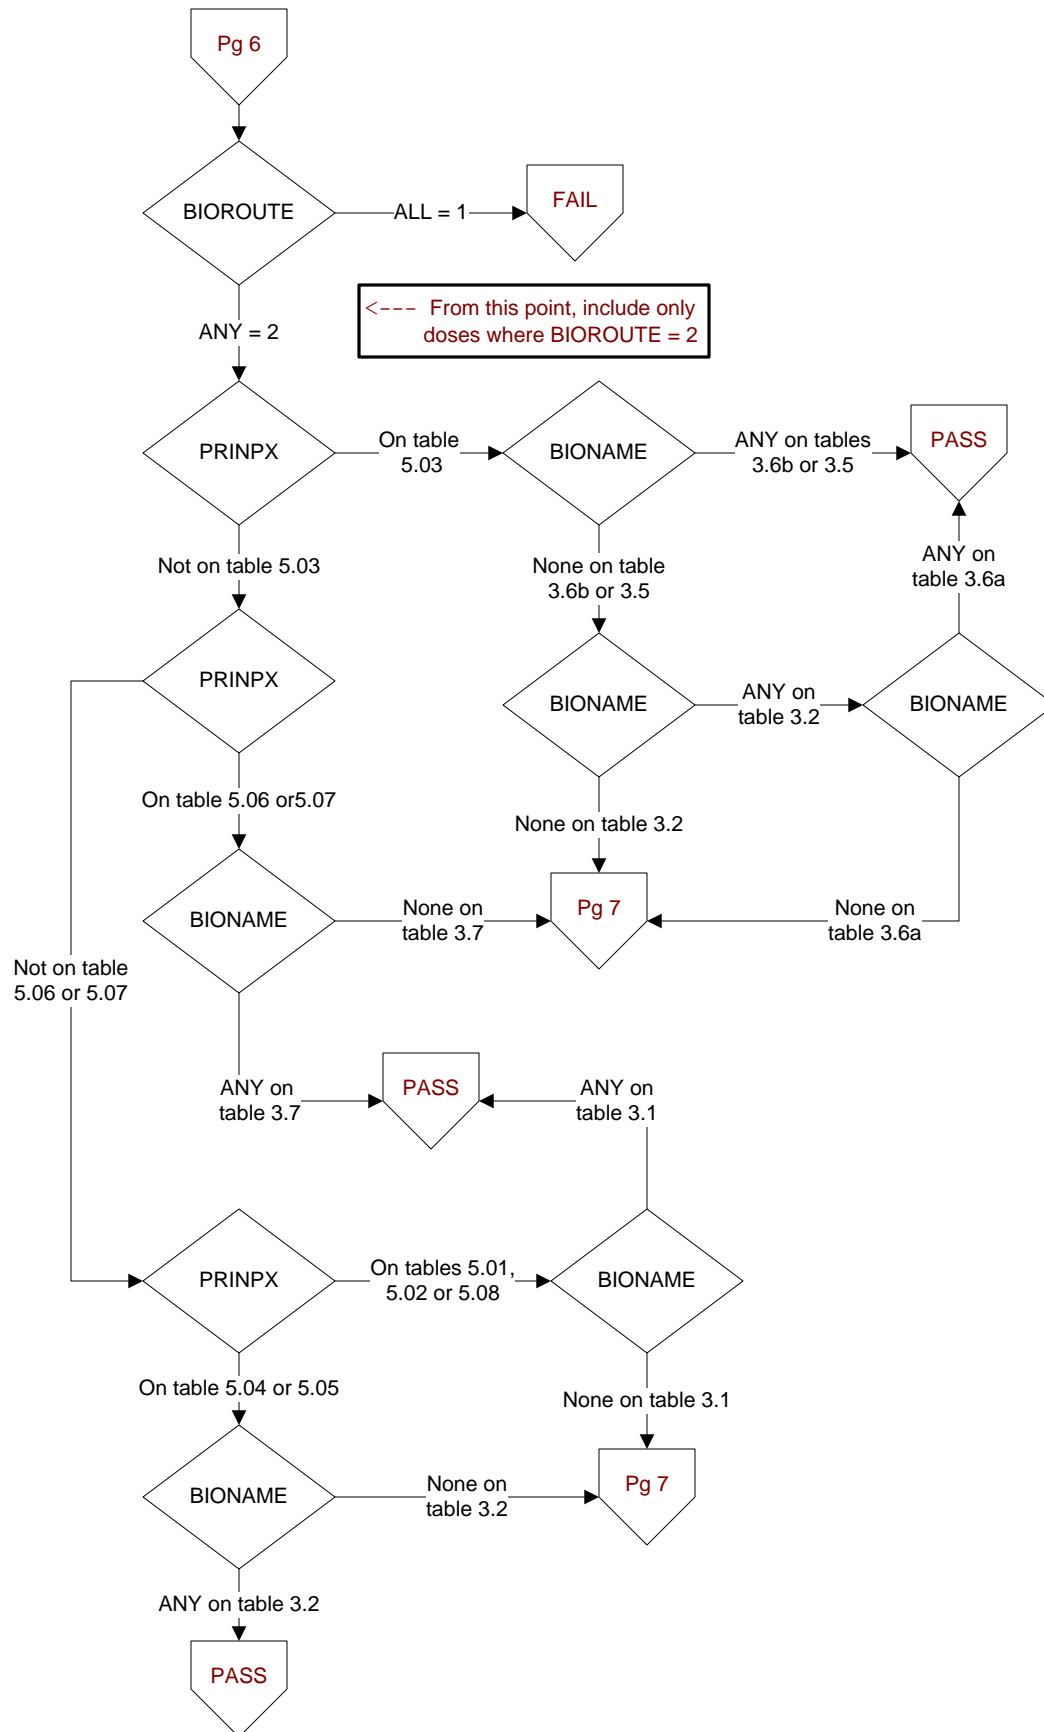 Pg 6
BIOROUTE
ALL = 1
FAIL
<--- From this point, include only
doses where BIOROUTE = 2
ANY = 2
PRINPX
On table
5.03
BIONAME
ANY on tables
3.6b or 3.5
PASS
Not on table 5.03
None on table
3.6b or 3.5
ANY on
table 3.6a
PRINPX
BIONAME
ANY on
table 3.2
BIONAME
On table 5.06 or5.07
None on table 3.2
BIONAME
None on
table 3.7
Pg 7
None on
table 3.6a
Not on table
5.06 or 5.07
ANY on
table 3.7
PASS
ANY on
table 3.1
PRINPX
On tables 5.01,
5.02 or 5.08
BIONAME
On table 5.04 or 5.05
None on table 3.1
BIONAME
None on
table 3.2
Pg 7
ANY on table 3.2
PASS